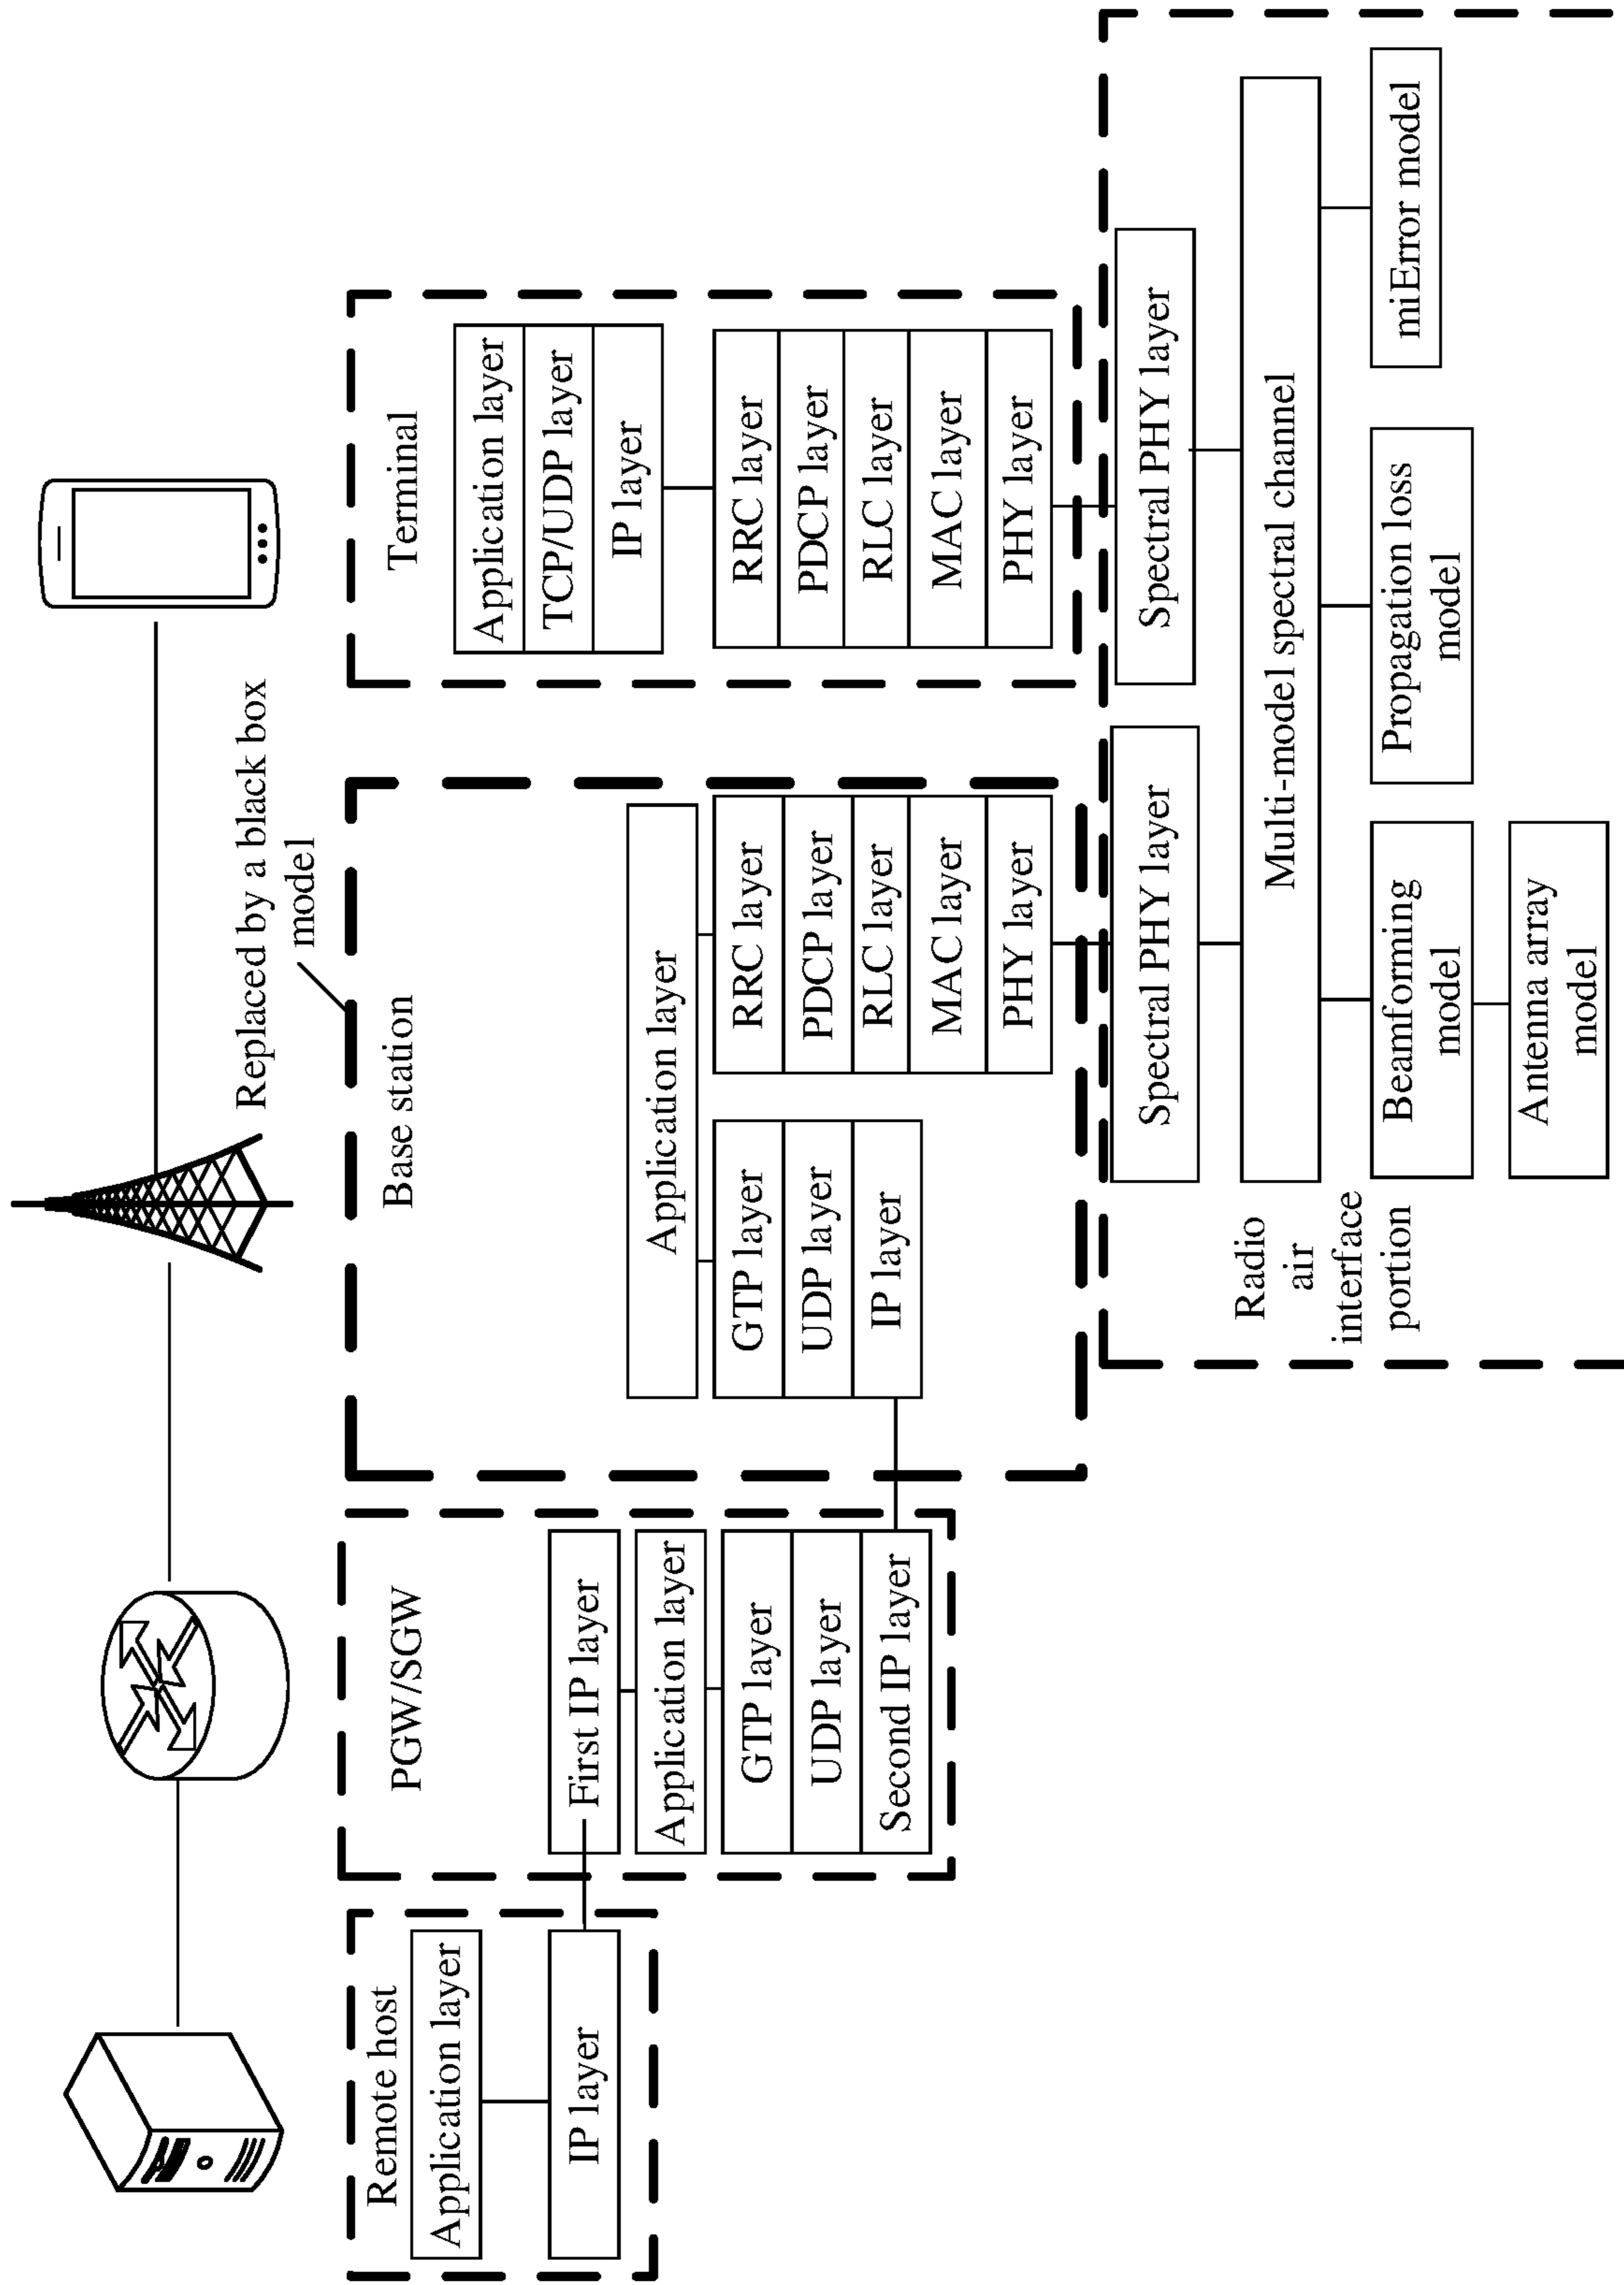 Replaced by a black box
model
Remote host
Application layer
IP layer
PGW/SGW
First IP layer
Application layer
GTP layer
UDP layer
Second IP layer
Base station
Application layer
GTP layer
UDP layer
IP layer
RRC layer
PDCP layer
RLC layer
MAC layer
PHY layer
Terminal
Application layer
TCP/UDP layer
IP layer
RRC layer
PDCP layer
RLC layer
MAC layer
PHY layer
Radio
air
interface
portion
Spectral PHY layer
Spectral PHY layer
Multi-model spectral channel
Beamforming
model
Antenna array
model
Propagation loss
model
miError model